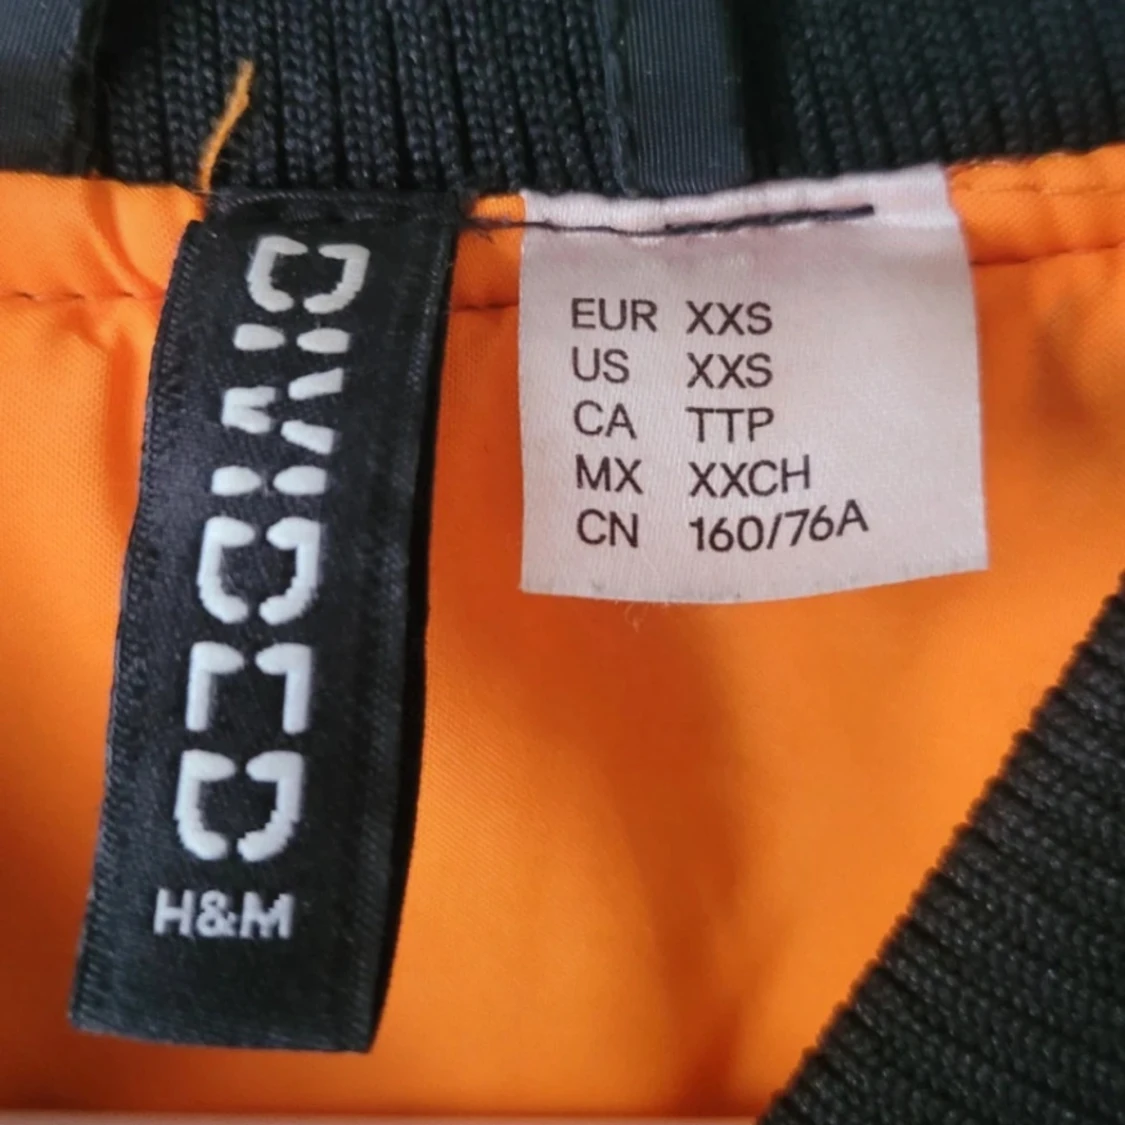 DIVIDED
H&M
EUR XXS
US XXS
CA TTP
MX XXCH
CN 160/76A